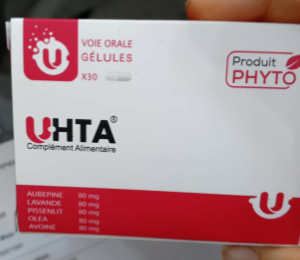 VOIE ORALE
GÉLULES
X30
Produit
PHYTO
UHTA®
Complément Alimentaire
AUBEPINE 80 mg
LAVANDE 80 mg
PISSENLIT 80 mg
OLEA 80 mg
AVOINE 80 mg